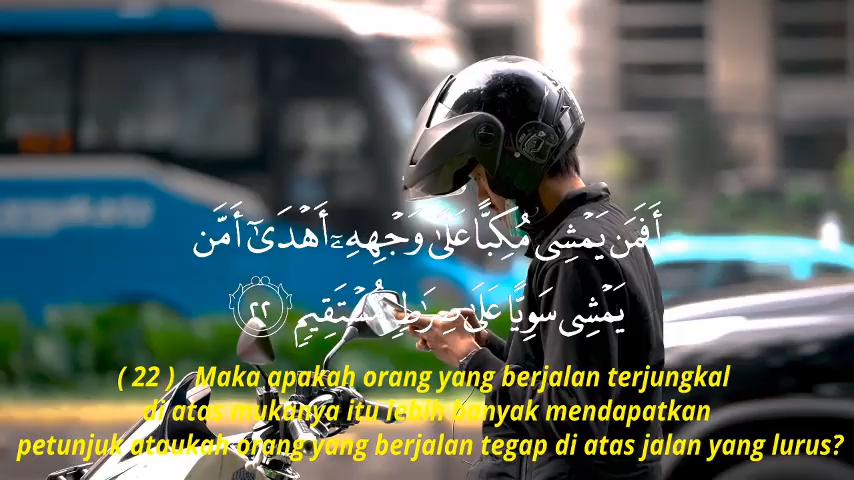 أَفَمَن يَمْشِى مُكِبًّا عَلَىٰ وَجْهِهِۦٓ أَهْدَىٰٓ أَمَّن
يَمْشِى سَوِيًّا عَلَىٰ صِرَٰطٍ مُّسْتَقِيمٍ ٢٢
( 22 ) Maka apakah orang yang berjalan terjungkal
di atas mukanya itu lebih banyak mendapatkan
petunjuk ataukah orang yang berjalan tegap di atas jalan yang lurus?